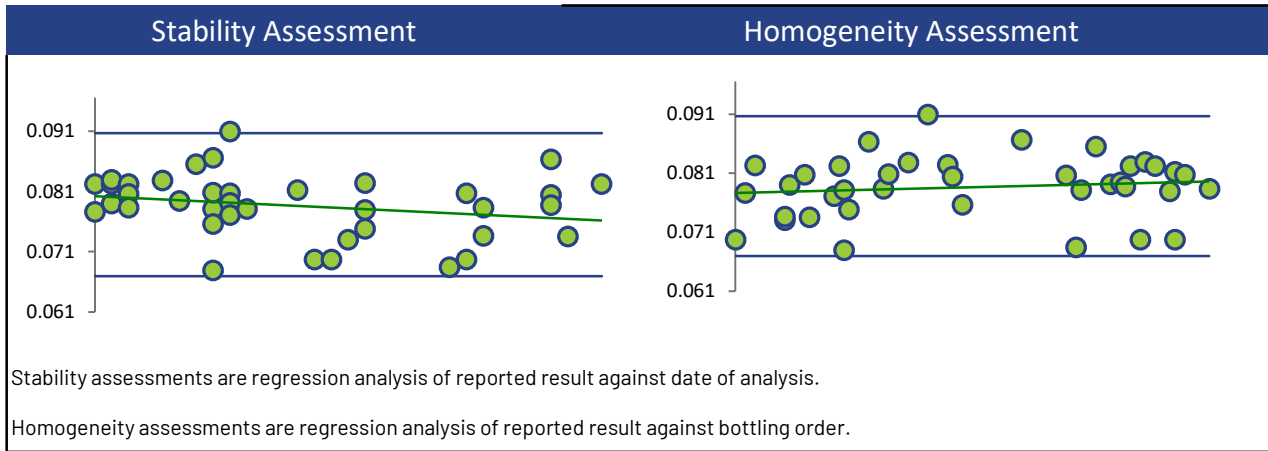 Stability Assessment
Homogeneity Assessment
0.091
0.081
0.071
0.061
0.091
0.081
0.071
0.061
Stability assessments are regression analysis of reported result against date of analysis.
Homogeneity assessments are regression analysis of reported result against bottling order.